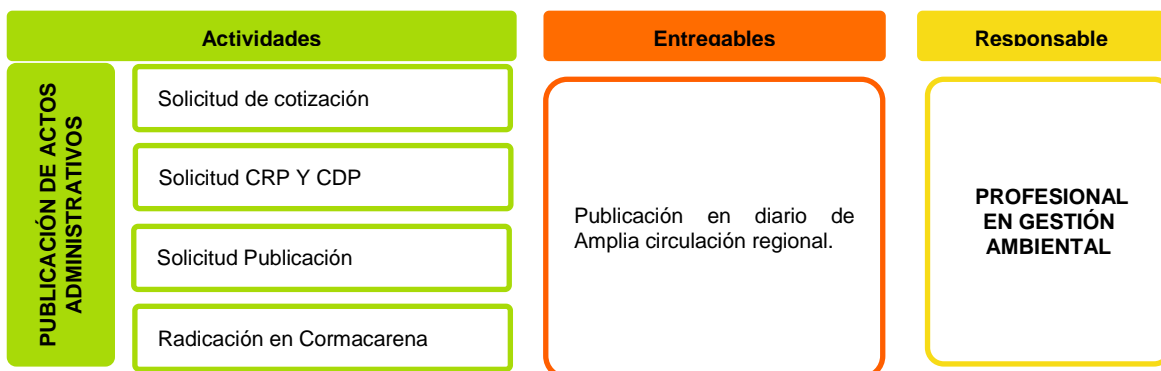 Actividades
Entregables
Responsable
PUBLICACIÓN DE ACTOS
ADMINISTRATIVOS
Solicitud de cotización
Solicitud CRP Y CDP
Solicitud Publicación
Radicación en Cormacarena
Publicación en diario de
Amplia circulación regional.
PROFESIONAL
EN GESTIÓN
AMBIENTAL